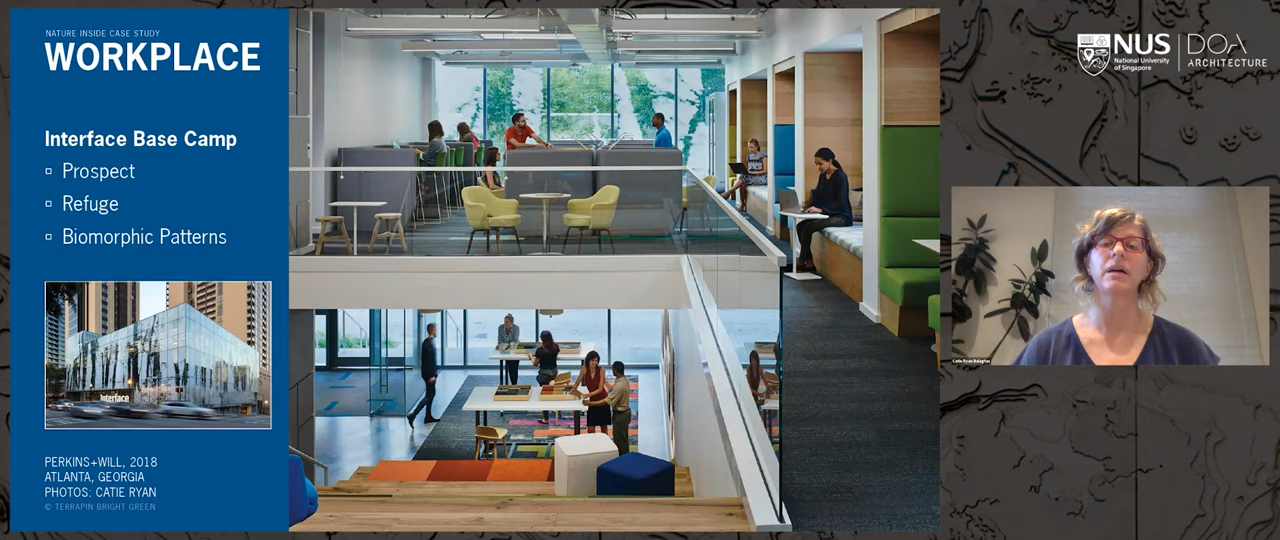 NATURE INSIDE CASE STUDY
WORKPLACE
Interface Base Camp
Prospect
Refuge
Biomorphic Patterns
Interface
PERKINS+WILL, 2018
ATLANTA, GEORGIA
PHOTOS: CATIE RYAN
© TERRAPIN BRIGHT GREEN
NUS
National University
of Singapore
DOA
ARCHITECTURE
Catie Ryan Balagtas